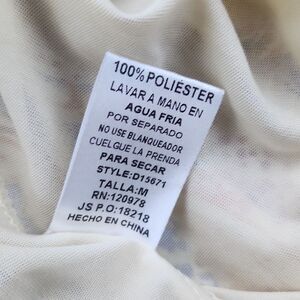 100% POLIÉSTER
LAVAR A MANO EN
AGUA FRIA
POR SEPARADO
NO USE BLANQUEADOR
CUELGUE LA PRENDA
PARA SECAR
STYLE:D15671
TALLA:M
RN:120978
JS P.O:18218
HECHO EN CHINA